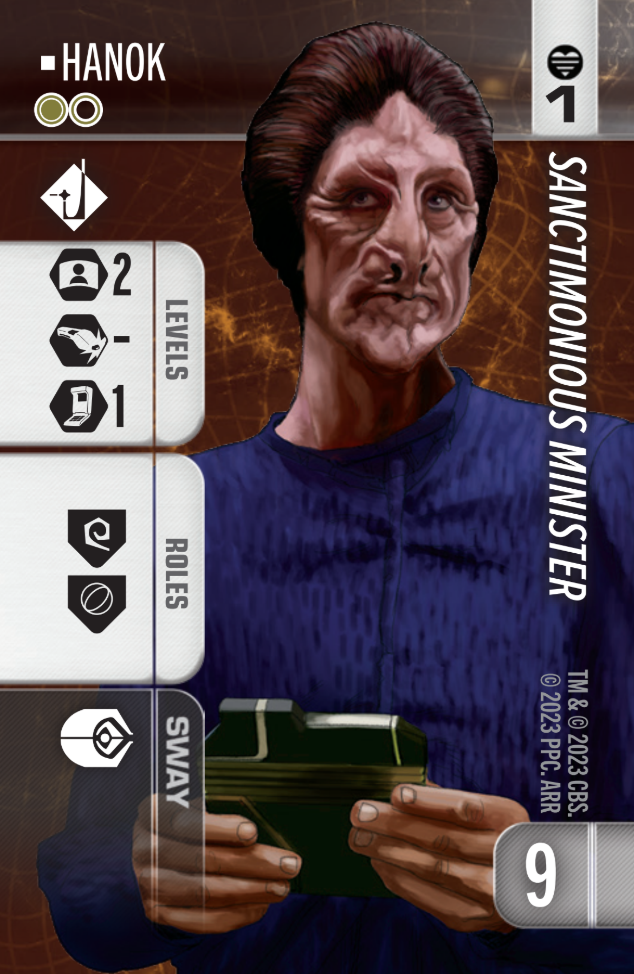 HANOK
1
SANCTIMONIOUS MINISTER
2
-
1
LEVELS
ROLES
SWAY
TM & © 2023 CBS.
© 2023 PPC. ARR
9